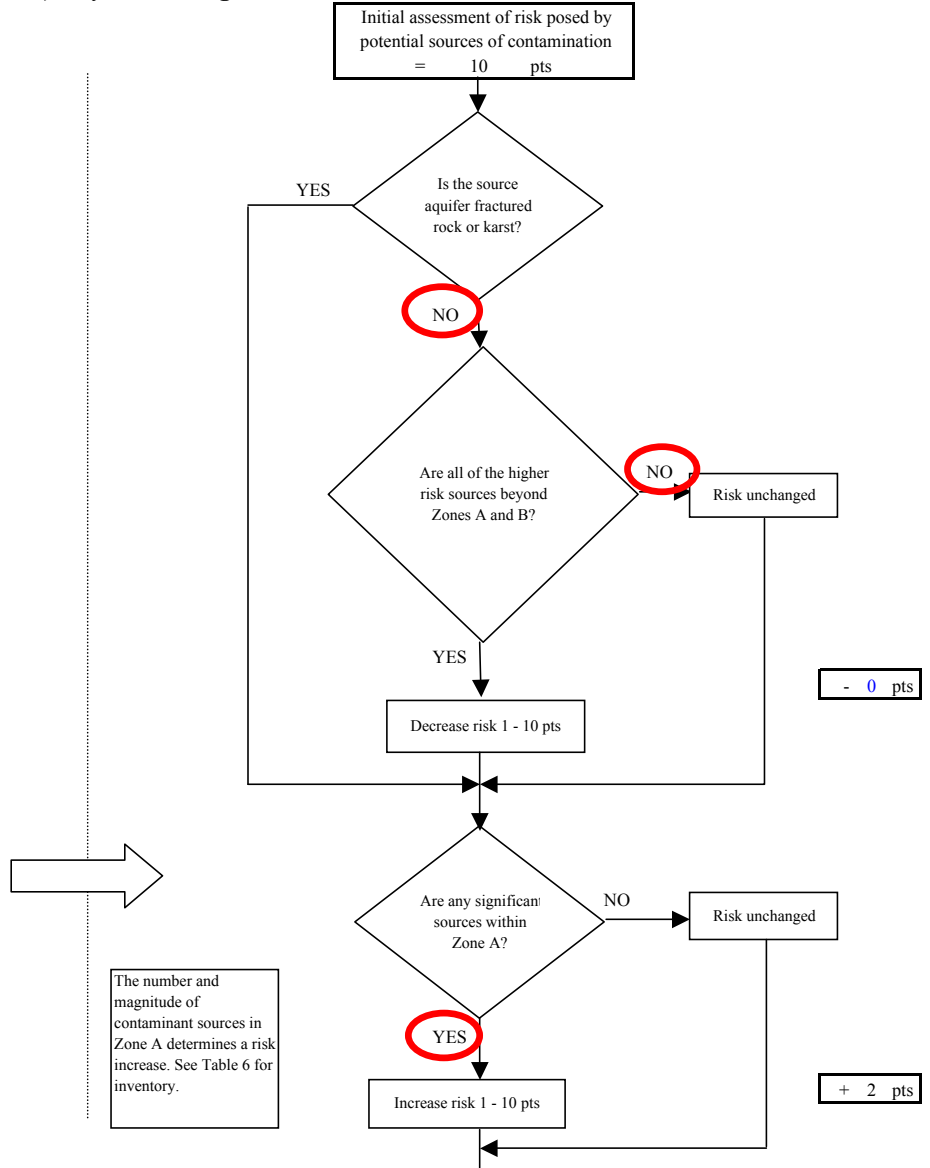 Initial assessment of risk posed by
potential sources of contamination
= 10 pts
YES
Is the source
aquifer fractured
rock or karst?
NO
Are all of the higher
risk sources beyond
Zones A and B?
NO
Risk unchanged
YES
- 0 pts
Decrease risk 1 - 10 pts
Are any significant
sources within
Zone A?
NO
Risk unchanged
The number and
magnitude of
contaminant sources in
Zone A determines a risk
increase. See Table 6 for
inventory.
YES
+ 2 pts
Increase risk 1 - 10 pts